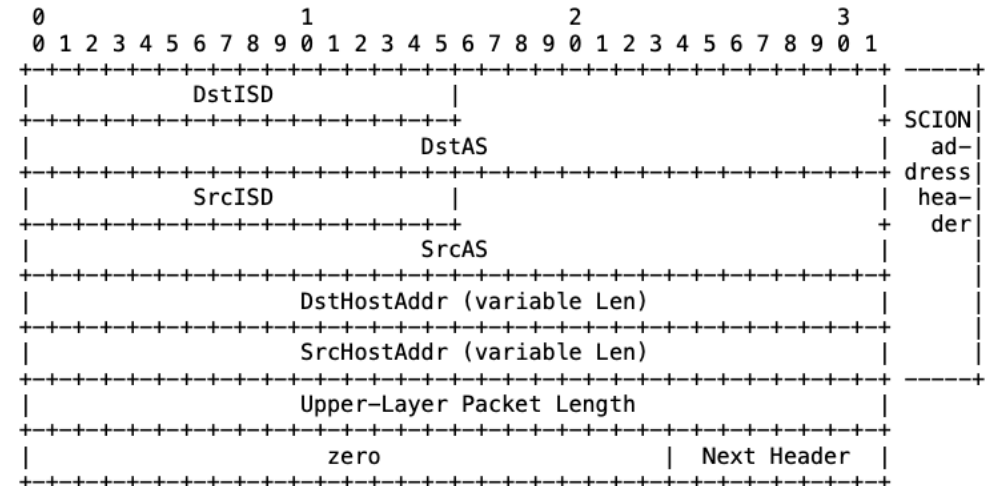 0                   1                   2                   3
0 1 2 3 4 5 6 7 8 9 0 1 2 3 4 5 6 7 8 9 0 1 2 3 4 5 6 7 8 9 0 1
+-+-+-+-+-+-+-+-+-+-+-+-+-+-+-+-+-+-+-+-+-+-+-+-+-+-+-+-+-+-+-+-+ -----+
|            DstISD             |                               |      |
+-+-+-+-+-+-+-+-+-+-+-+-+-+-+-+-+                               + SCION|
|                             DstAS                             |   ad-|
+-+-+-+-+-+-+-+-+-+-+-+-+-+-+-+-+-+-+-+-+-+-+-+-+-+-+-+-+-+-+-+-+ dress|
|            SrcISD             |                               |  hea-|
+-+-+-+-+-+-+-+-+-+-+-+-+-+-+-+-+                               +   der|
|                             SrcAS                             |      |
+-+-+-+-+-+-+-+-+-+-+-+-+-+-+-+-+-+-+-+-+-+-+-+-+-+-+-+-+-+-+-+-+      |
|                    DstHostAddr (variable Len)                 |      |
+-+-+-+-+-+-+-+-+-+-+-+-+-+-+-+-+-+-+-+-+-+-+-+-+-+-+-+-+-+-+-+-+      |
|                    SrcHostAddr (variable Len)                 |      |
+-+-+-+-+-+-+-+-+-+-+-+-+-+-+-+-+-+-+-+-+-+-+-+-+-+-+-+-+-+-+-+-+ -----+
|                    Upper-Layer Packet Length                  |
+-+-+-+-+-+-+-+-+-+-+-+-+-+-+-+-+-+-+-+-+-+-+-+-+-+-+-+-+-+-+-+-+
|                      zero                     |  Next Header  |
+-+-+-+-+-+-+-+-+-+-+-+-+-+-+-+-+-+-+-+-+-+-+-+-+-+-+-+-+-+-+-+-+